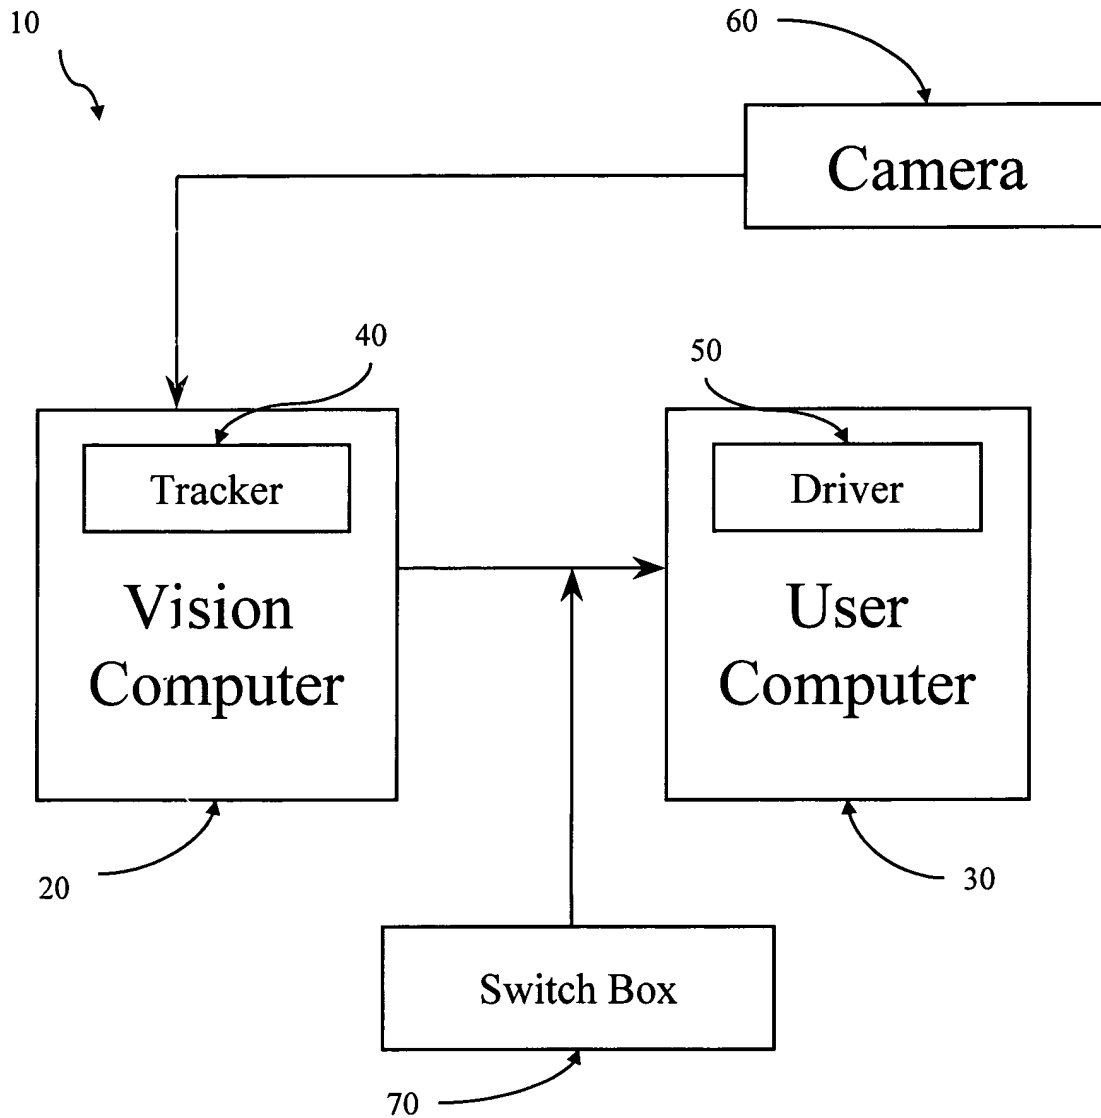 10
60
Camera
40
50
Tracker
Driver
Vision
Computer
User
Computer
20
30
Switch Box
70